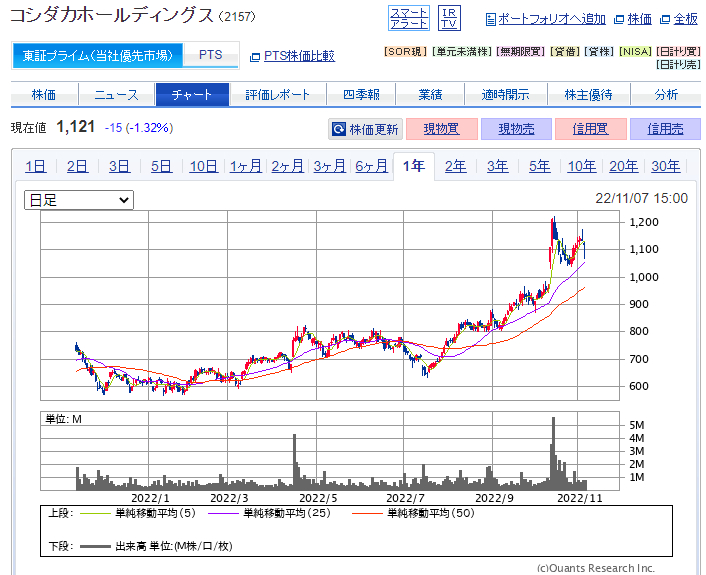 コシダカホールディングス (2157)
スマート
アラート
IR
TV
ポートフォリオへ追加 株価 全板
東証プライム(当社優先市場) PTS PTS株価比較
[SOR現] [単元未満株] [無期限買] [貸借] [貸株] [NISA] [日計り買]
[日計り売]
株価 ニュース チャート 評価レポート 四季報 業績 適時開示 株主優待 分析
現在値 1,121 -15 (-1.32%) 株価更新 現物買 現物売 信用買 信用売
1日 2日 3日 5日 10日 1ヶ月 2ヶ月 3ヶ月 6ヶ月 1年 2年 3年 5年 10年 20年 30年
日足 22/11/07 15:00
1,200
1,100
1,000
900
800
700
600
単位: M
5M
4M
3M
2M
1M
2022/1 2022/3 2022/5 2022/7 2022/9 2022/11
上段: 単純移動平均(5) 単純移動平均(25) 単純移動平均(50)
下段: 出来高 単位:(M株/口/枚)
(c)Quants Research Inc.